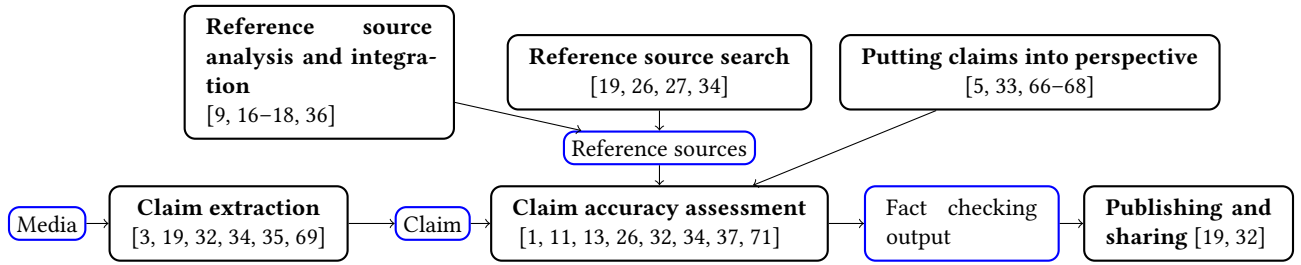 Reference source
analysis and integra-
tion
[9, 16–18, 36]
Reference source search
[19, 26, 27, 34]
Putting claims into perspective
[5, 33, 66–68]
Reference sources
Media
Claim extraction
[3, 19, 32, 34, 35, 69]
Claim
Claim accuracy assessment
[1, 11, 13, 26, 32, 34, 37, 71]
Fact checking
output
Publishing and
sharing [19, 32]